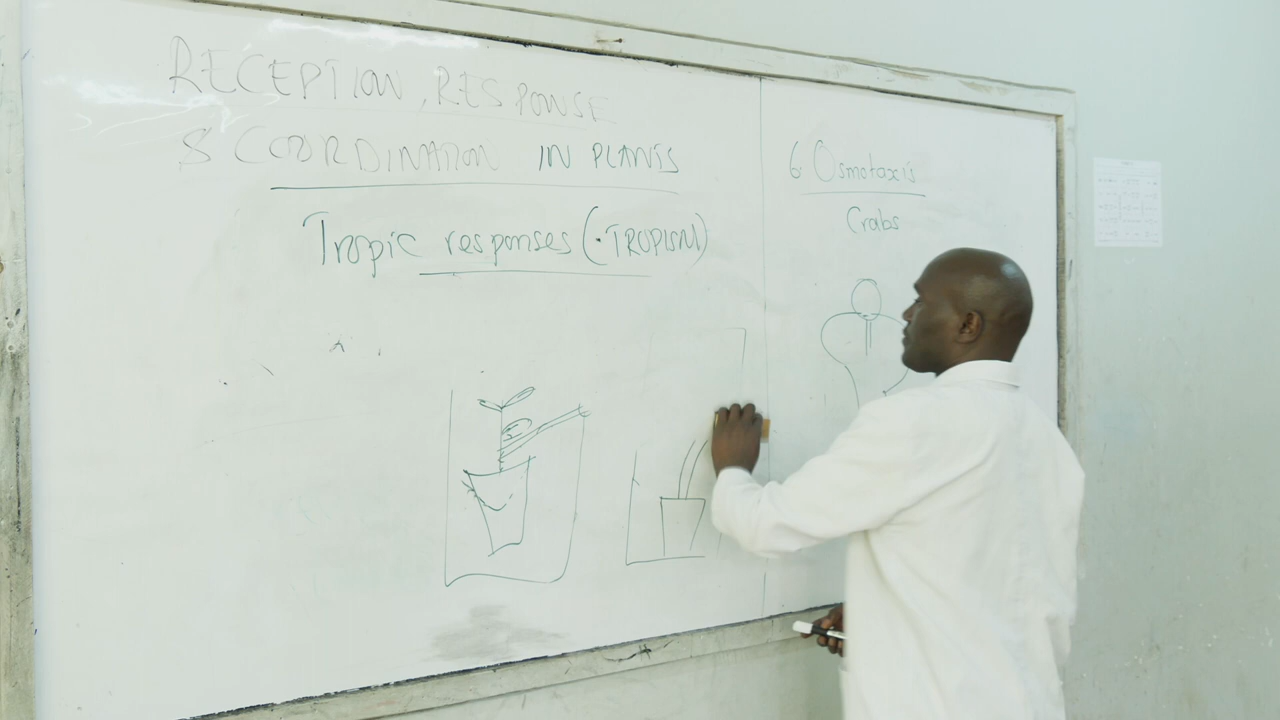 RECEPTION, RESPONSE
& COORDINATION IN PLANTS
Tropic responses (-TROPISM)
6 Osmotaxis
Crabs